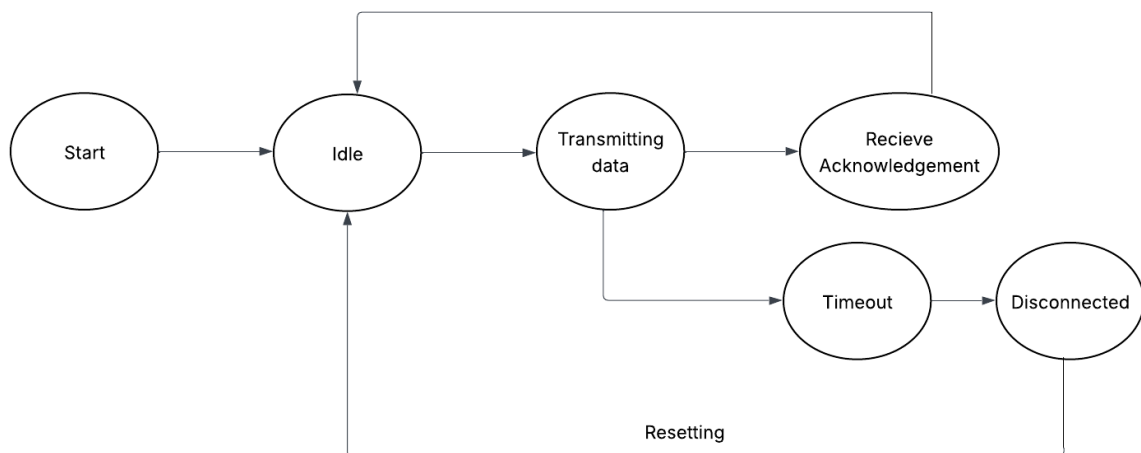 Start
Idle
Transmitting
data
Recieve
Acknowledgement
Timeout
Disconnected
Resetting